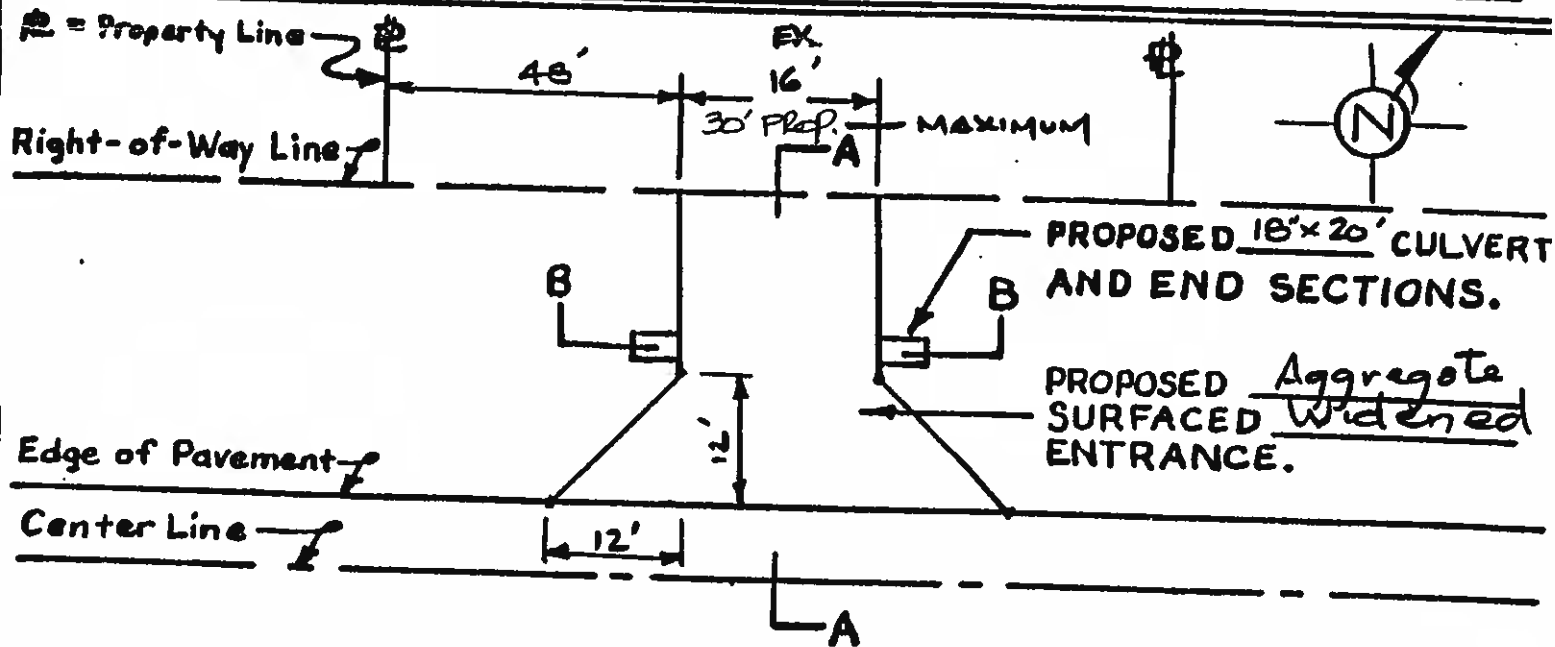 ℄ = Property Line
℄
EX.
℄
48'
16'
30' PROP.
MAXIMUM
N
Right-of-Way Line
A
PROPOSED 18"x 20' CULVERT
AND END SECTIONS.
B
B
PROPOSED Aggregate
SURFACED Widened
ENTRANCE.
12'
Edge of Pavement
Center Line
12'
A